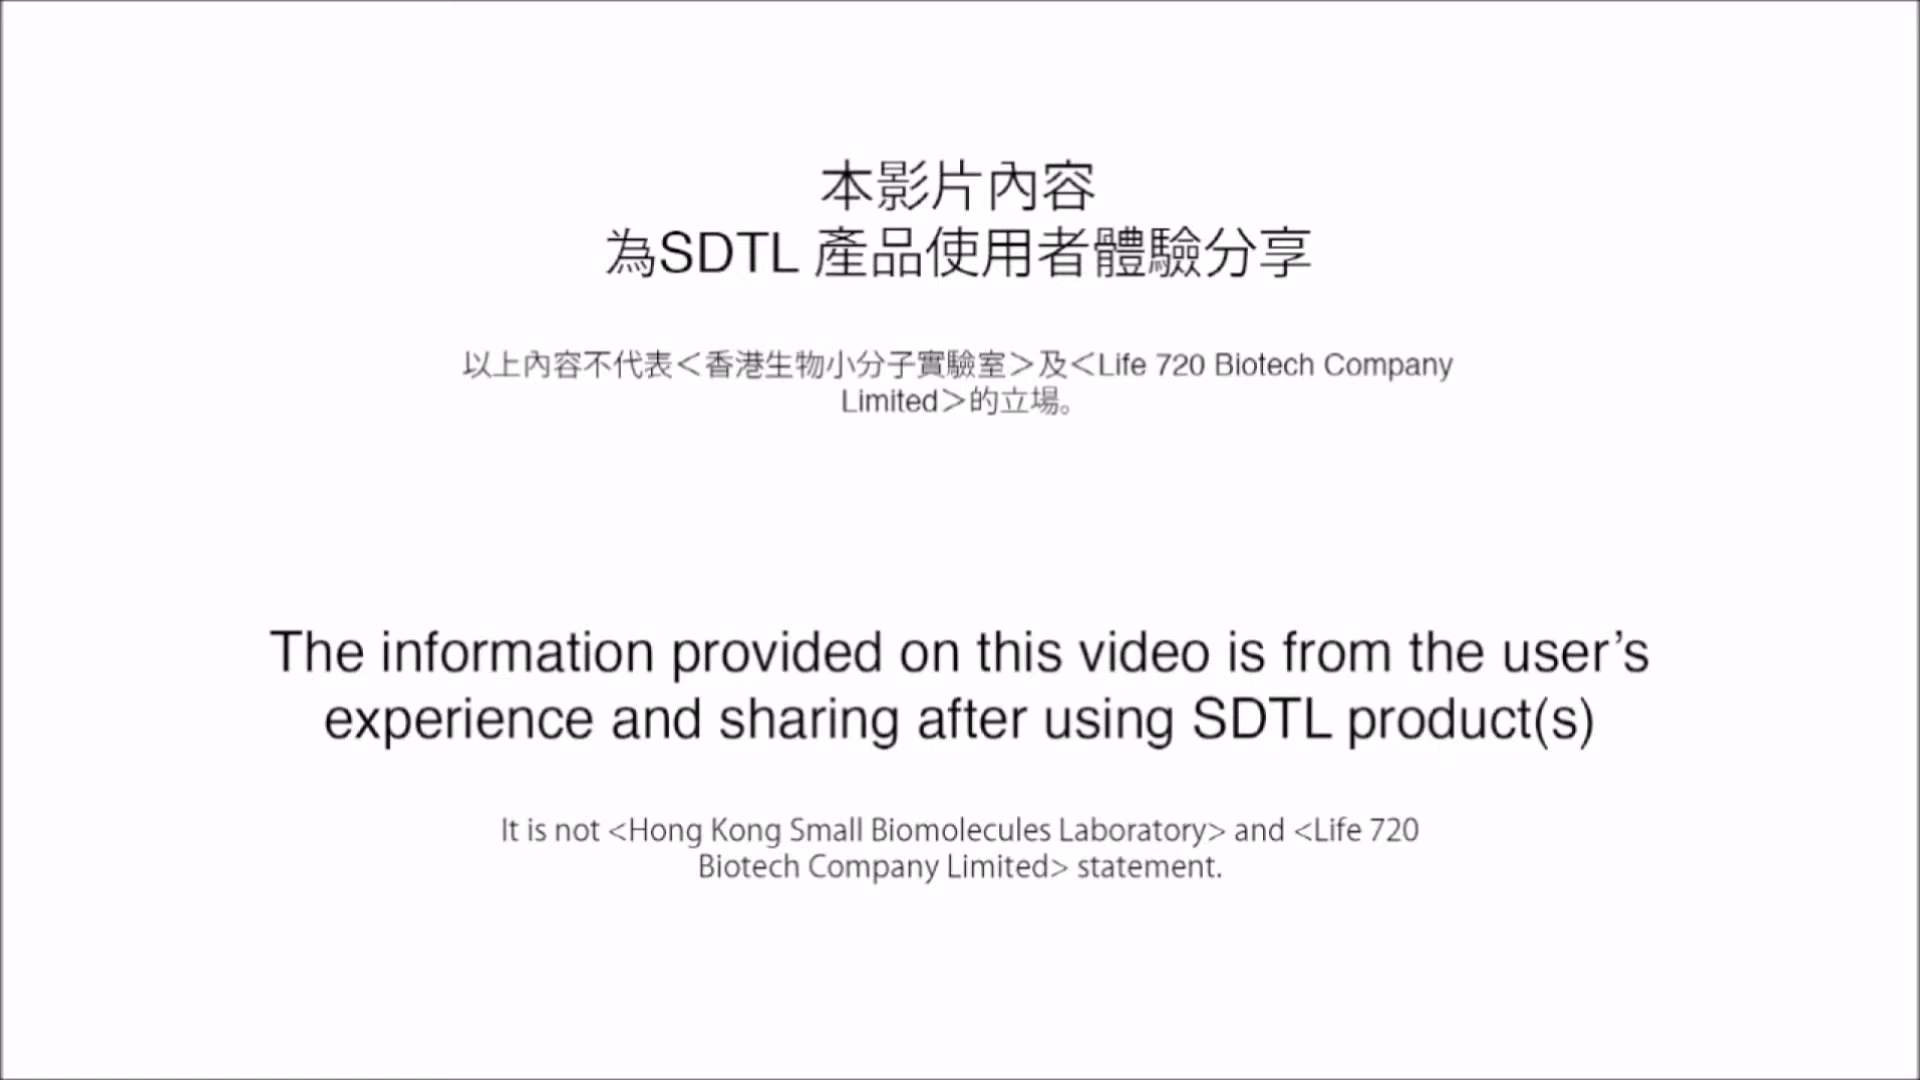 本影片內容
為SDTL 產品使用者體驗分享
以上內容不代表＜香港生物小分子實驗室＞及＜Life 720 Biotech Company
Limited＞的立場。
The information provided on this video is from the user’s
experience and sharing after using SDTL product(s)
It is not <Hong Kong Small Biomolecules Laboratory> and <Life 720
Biotech Company Limited> statement.